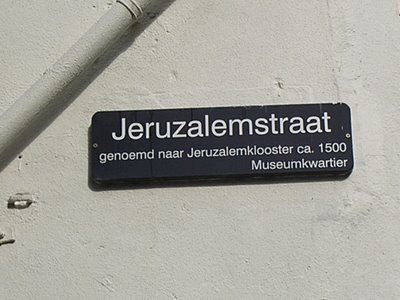 Jeruzalemstraat
genoemd naar Jeruzalemklooster ca. 1500
Museumkwartier